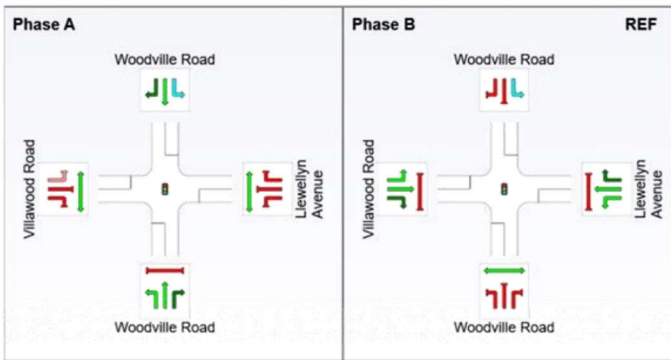 Phase A
Woodville Road
Villawood Road
Llewellyn
Avenue
Woodville Road
Phase B
REF
Woodville Road
Villawood Road
Llewellyn
Avenue
Woodville Road